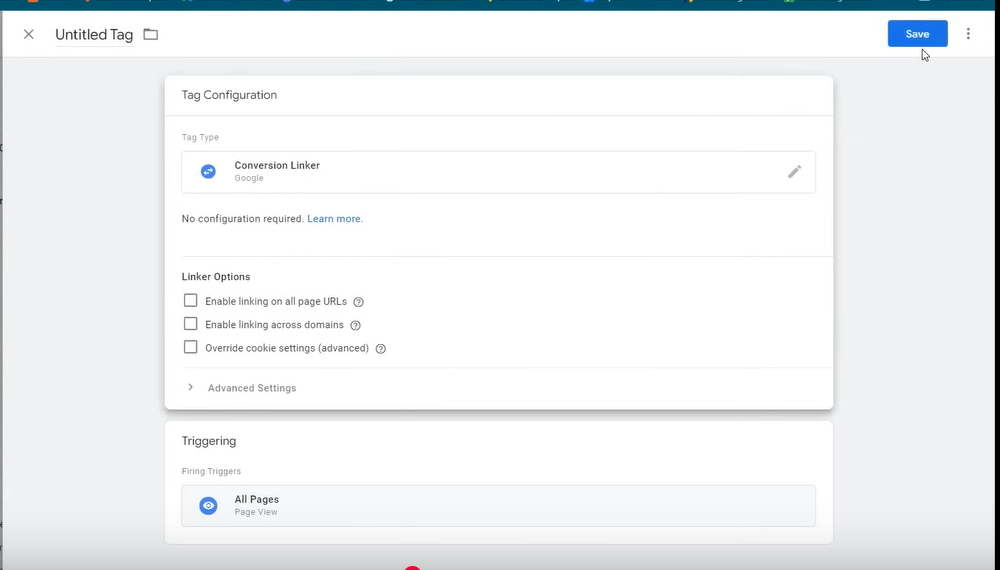 Untitled Tag
Save
Tag Configuration
Tag Type
Conversion Linker
Google
No configuration required. Learn more.
Linker Options
Enable linking on all page URLs
Enable linking across domains
Override cookie settings (advanced)
Advanced Settings
Triggering
Firing Triggers
All Pages
Page View